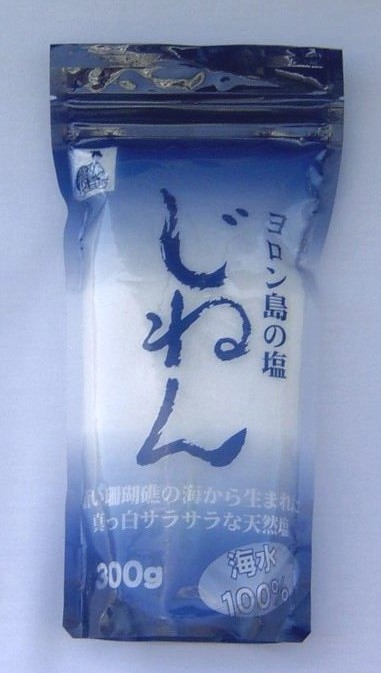 ヨロン島の塩
じねん
い珊瑚礁の海から生まれた
真っ白サラサラな天然塩
300g
海水
100%